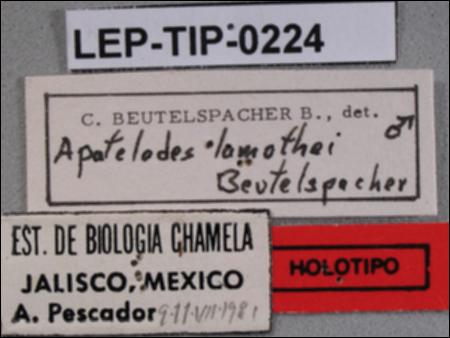 LEP-TIP-0224
C. BEUTELSPACHER B., det.
Apatelodes lamothei ♂
Beutelspacher
EST. DE BIOLOGIA CHAMELA
JALISCO, MEXICO
A. Pescador 9-11-VII-1981
HOLOTIPO